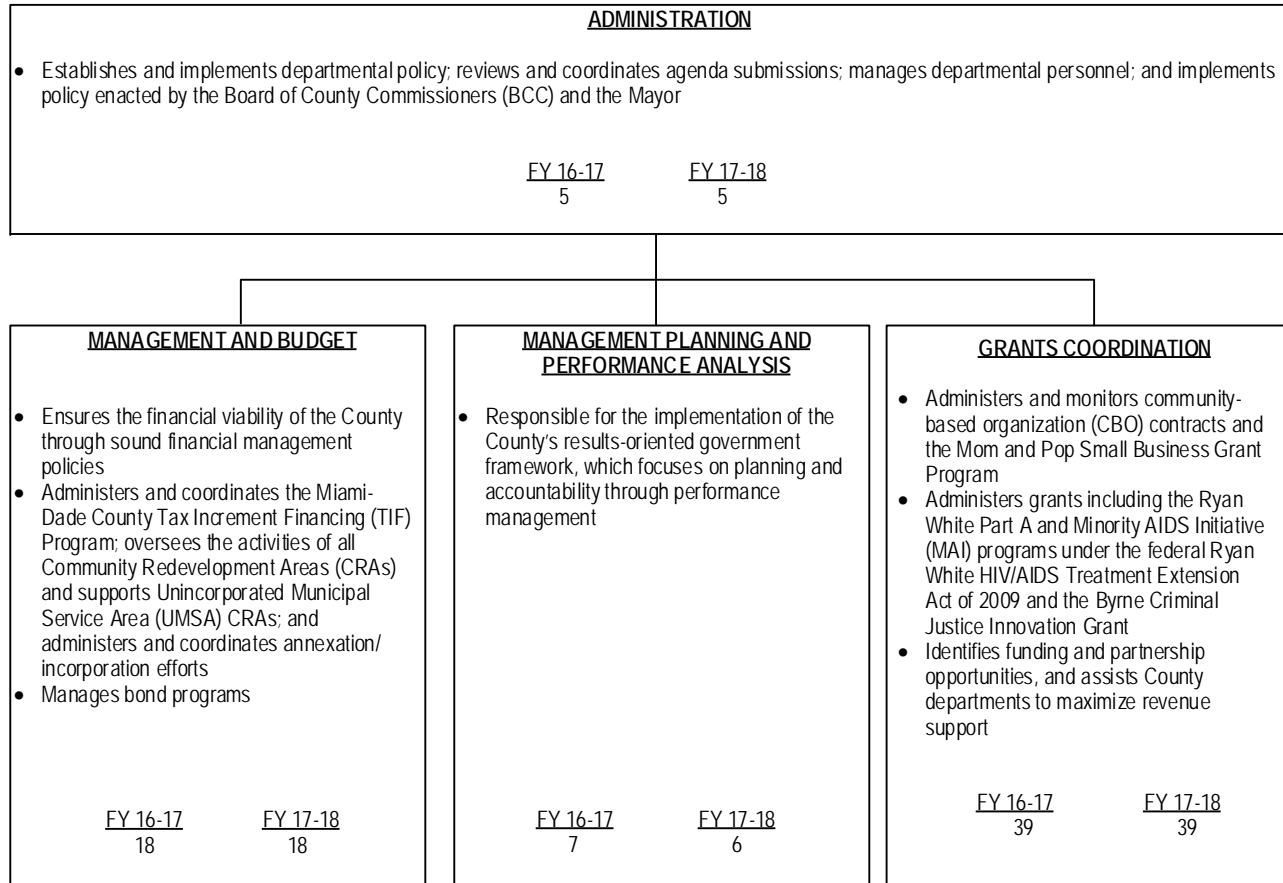 ADMINISTRATION
• Establishes and implements departmental policy; reviews and coordinates agenda submissions; manages departmental personnel; and implements
policy enacted by the Board of County Commissioners (BCC) and the Mayor
FY 16-17 FY 17-18
5 5
MANAGEMENT AND BUDGET
• Ensures the financial viability of the County
through sound financial management
policies
• Administers and coordinates the Miami-
Dade County Tax Increment Financing (TIF)
Program; oversees the activities of all
Community Redevelopment Areas (CRAs)
and supports Unincorporated Municipal
Service Area (UMSA) CRAs; and
administers and coordinates annexation/
incorporation efforts
• Manages bond programs
FY 16-17 FY 17-18
18 18
MANAGEMENT PLANNING AND
PERFORMANCE ANALYSIS
• Responsible for the implementation of the
County's results-oriented government
framework, which focuses on planning and
accountability through performance
management
FY 16-17 FY 17-18
7 6
GRANTS COORDINATION
• Administers and monitors community-
based organization (CBO) contracts and
the Mom and Pop Small Business Grant
Program
• Administers grants including the Ryan
White Part A and Minority AIDS Initiative
(MAI) programs under the federal Ryan
White HIV/AIDS Treatment Extension
Act of 2009 and the Byrne Criminal
Justice Innovation Grant
• Identifies funding and partnership
opportunities, and assists County
departments to maximize revenue
support
FY 16-17 FY 17-18
39 39